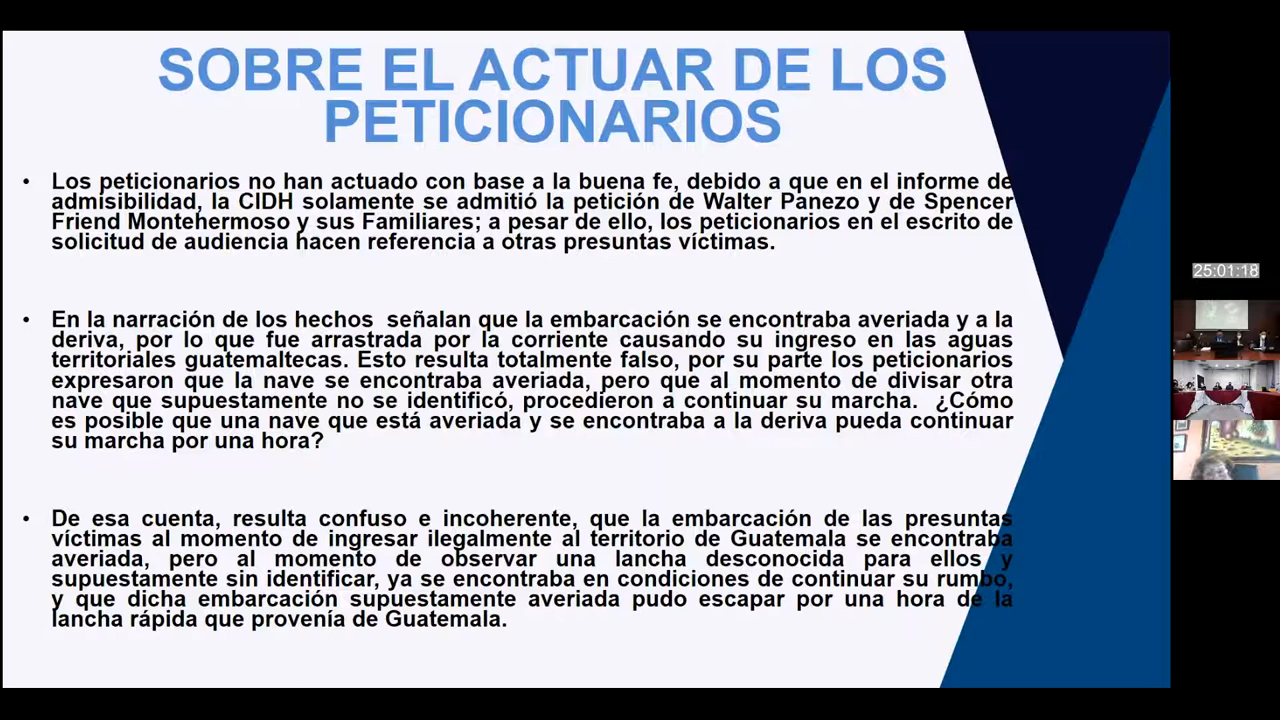 SOBRE EL ACTUAR DE LOS
PETICIONARIOS
• Los peticionarios no han actuado con base a la buena fe, debido a que en el informe de
admisibilidad, la CIDH solamente se admitió la petición de Walter Panezo y de Spencer
Friend Montehermoso y sus Familiares; a pesar de ello, los peticionarios en el escrito de
solicitud de audiencia hacen referencia a otras presuntas víctimas.
• En la narración de los hechos señalan que la embarcación se encontraba averiada y a la
deriva, por lo que fue arrastrada por la corriente causando su ingreso en las aguas
territoriales guatemaltecas. Esto resulta totalmente falso, por su parte los peticionarios
expresaron que la nave se encontraba averiada, pero que al momento de divisar otra
nave que supuestamente no se identificó, procedieron a continuar su marcha. ¿Cómo
es posible que una nave que está averiada y se encontraba a la deriva pueda continuar
su marcha por una hora?
• De esa cuenta, resulta confuso e incoherente, que la embarcación de las presuntas
víctimas al momento de ingresar ilegalmente al territorio de Guatemala se encontraba
averiada, pero al momento de observar una lancha desconocida para ellos y
supuestamente sin identificar, ya se encontraba en condiciones de continuar su rumbo,
y que dicha embarcación supuestamente averiada pudo escapar por una hora de la
lancha rápida que provenía de Guatemala.
25:01:18